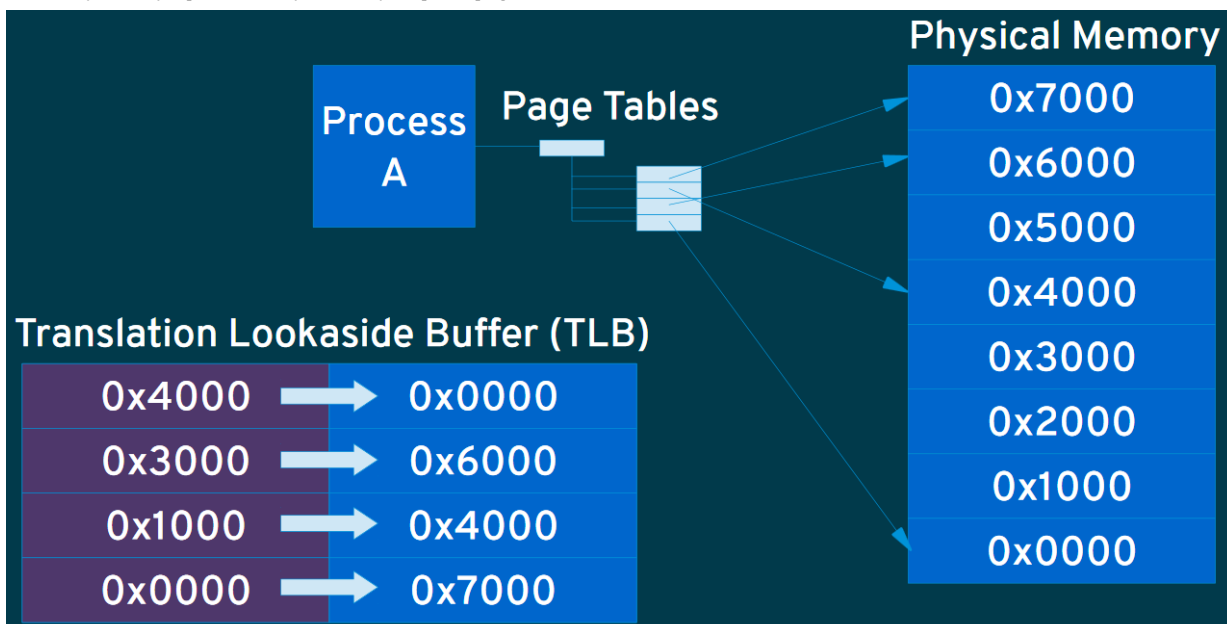 Physical Memory
Process
A
Page Tables
0x7000
0x6000
0x5000
0x4000
0x3000
0x2000
0x1000
0x0000
Translation Lookaside Buffer (TLB)
0x4000 0x0000
0x3000 0x6000
0x1000 0x4000
0x0000 0x7000